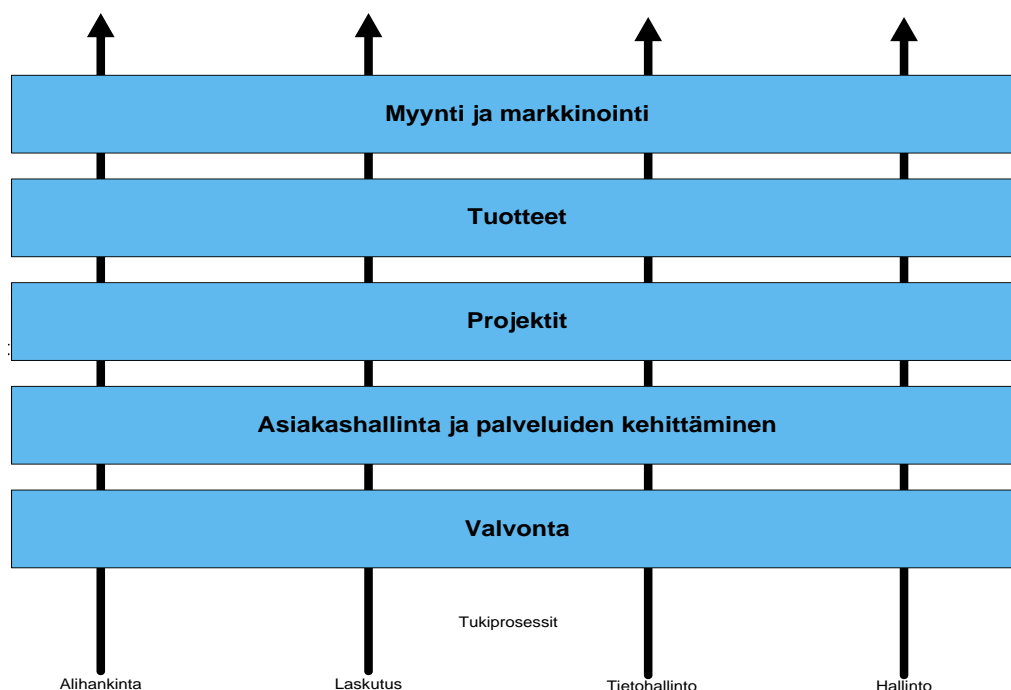 Myynti ja markkinointi
Tuotteet
Projektit
:
Asiakashallinta ja palveluiden kehittäminen
Valvonta
Tukiprosessit
Alihankinta
Laskutus
Tietohallinto
Hallinto